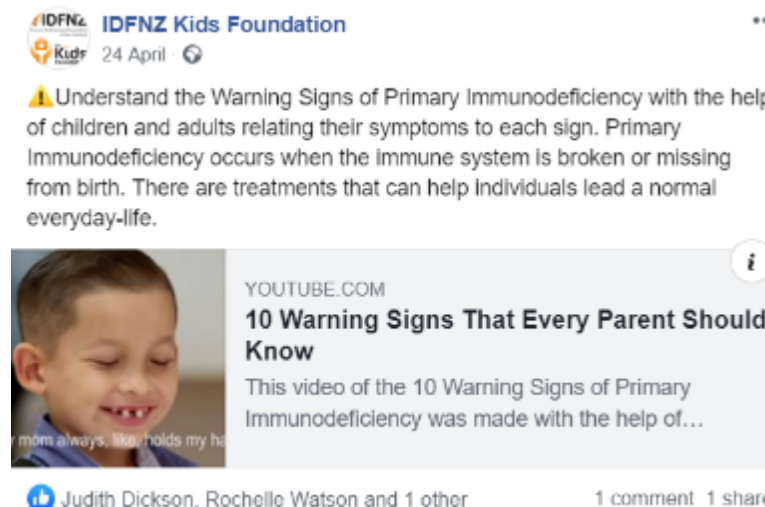 IDFNZ
Kids
IDFNZ Kids Foundation
24 April
Understand the Warning Signs of Primary Immunodeficiency with the help
of children and adults relating their symptoms to each sign. Primary
Immunodeficiency occurs when the immune system is broken or missing
from birth. There are treatments that can help individuals lead a normal
everyday-life.
YOUTUBE.COM
10 Warning Signs That Every Parent Should
Know
This video of the 10 Warning Signs of Primary
Immunodeficiency was made with the help of...
mom always, like, holds my ha
Judith Dickson, Rochelle Watson and 1 other
1 comment 1 share